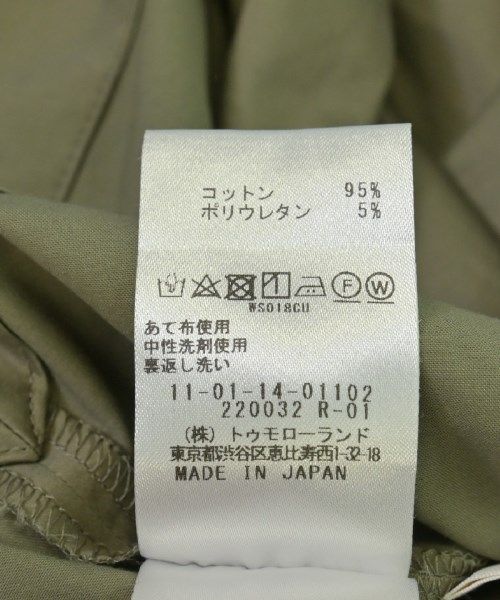 コットン 95%
ポリウレタン 5%
F W
WS018CU
あて布使用
中性洗剤使用
裏返し洗い
11-01-14-01102
220032 R-01
(株) トゥモローランド
東京都渋谷区恵比寿西1-32-18
MADE IN JAPAN